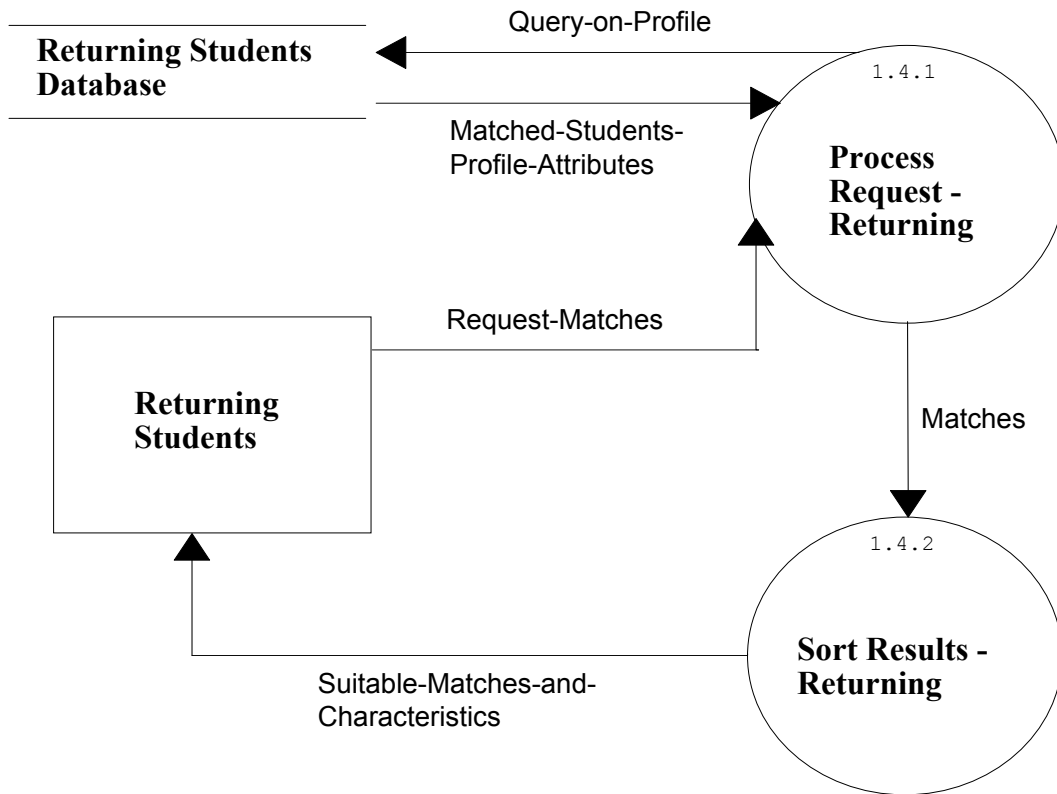 Query-on-Profile
Returning Students
Database
1.4.1
Matched-Students-
Profile-Attributes
Process
Request -
Returning
Request-Matches
Returning
Students
Matches
1.4.2
Sort Results -
Returning
Suitable-Matches-and-
Characteristics